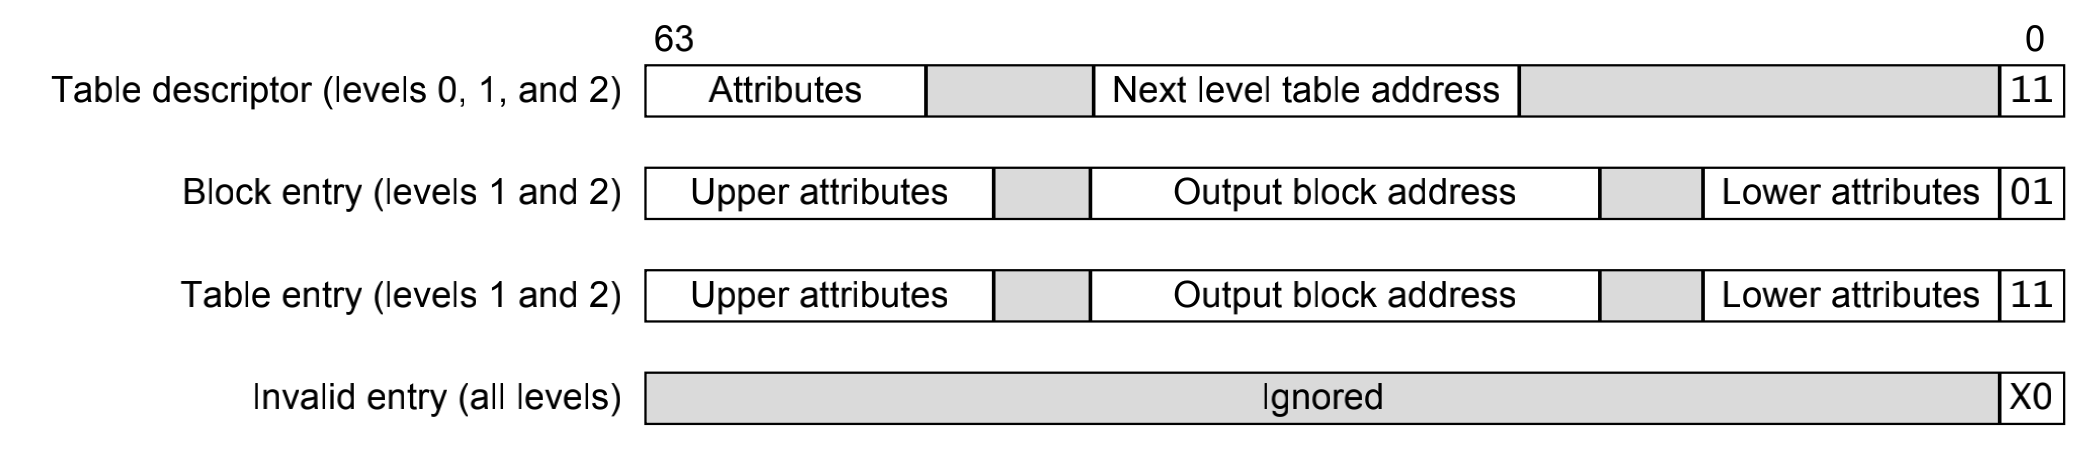 63 0
Table descriptor (levels 0, 1, and 2) Attributes Next level table address 11
Block entry (levels 1 and 2) Upper attributes Output block address Lower attributes 01
Table entry (levels 1 and 2) Upper attributes Output block address Lower attributes 11
Invalid entry (all levels) Ignored X0